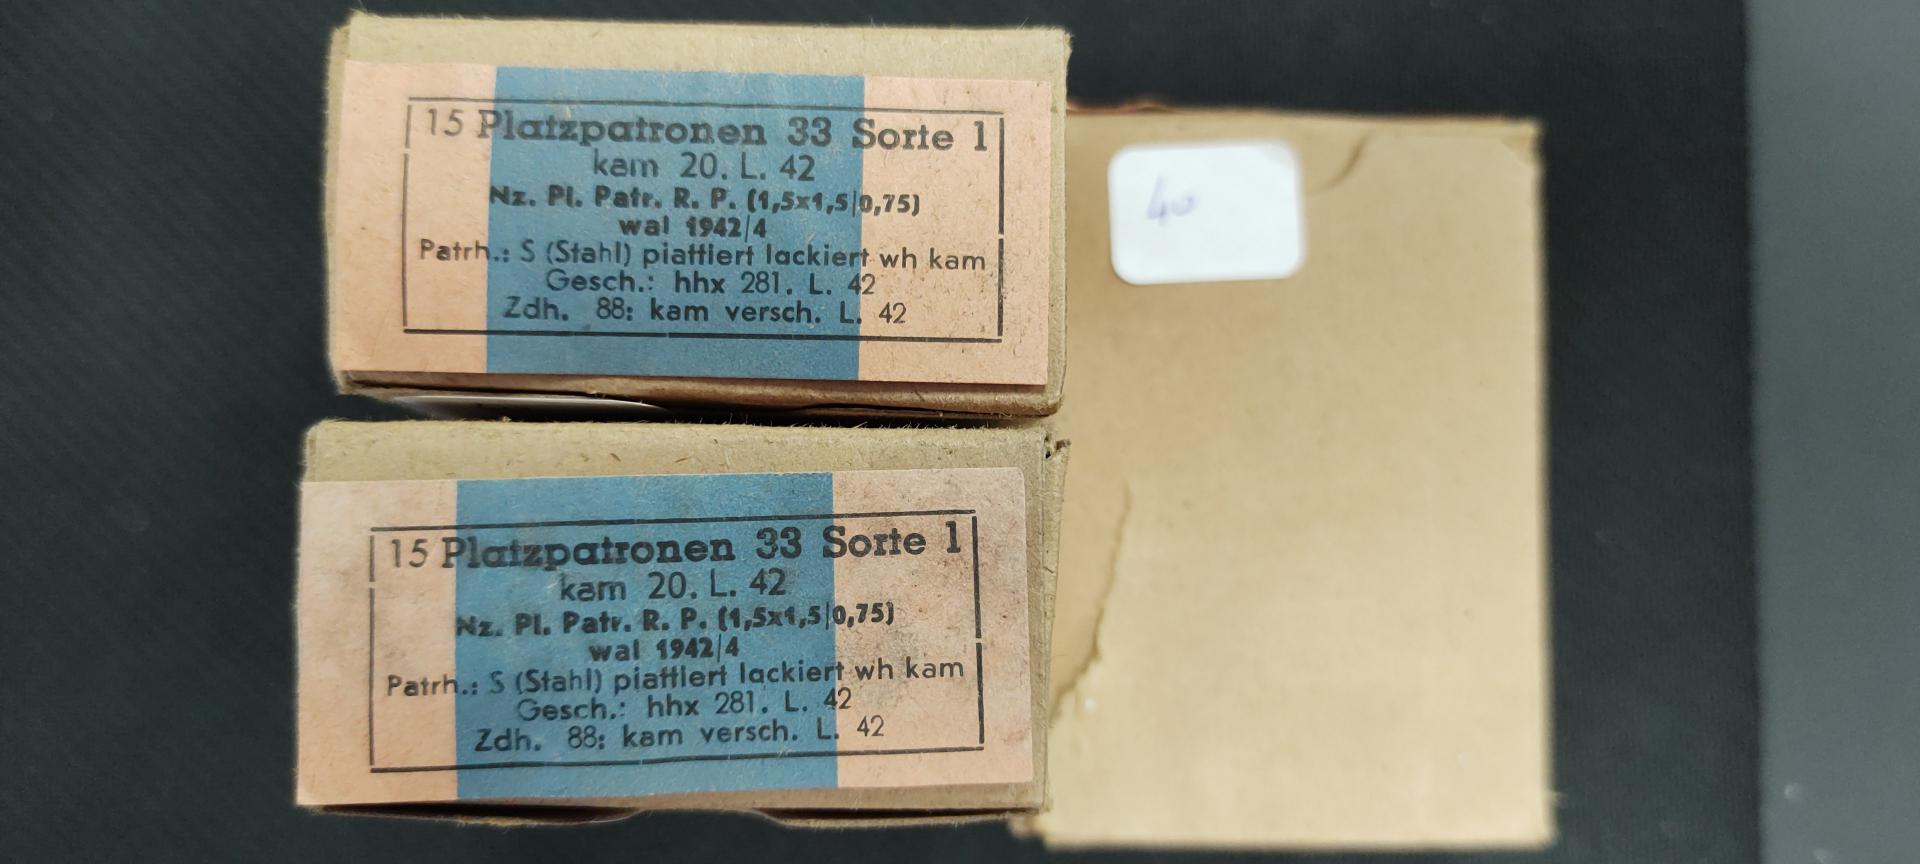 15 Platzpatronen 33 Sorte 1
kam 20. L. 42
Nz. Pl. Patr. R. P. (1,5x1,5|0,75)
wal 1942/4
Patrh.: S (Stahl) piattiert lackiert wh kam
Gesch.: hhx 281. L. 42
Zdh. 88: kam versch. L. 42
15 Platzpatronen 33 Sorte 1
kam 20. L. 42
Nz. Pl. Patr. R. P. (1,5x1,5|0,75)
wal 1942/4
Patrh.: S (Stahl) piattiert lackiert wh kam
Gesch.: hhx 281. L. 42
Zdh. 88: kam versch. L. 42
40